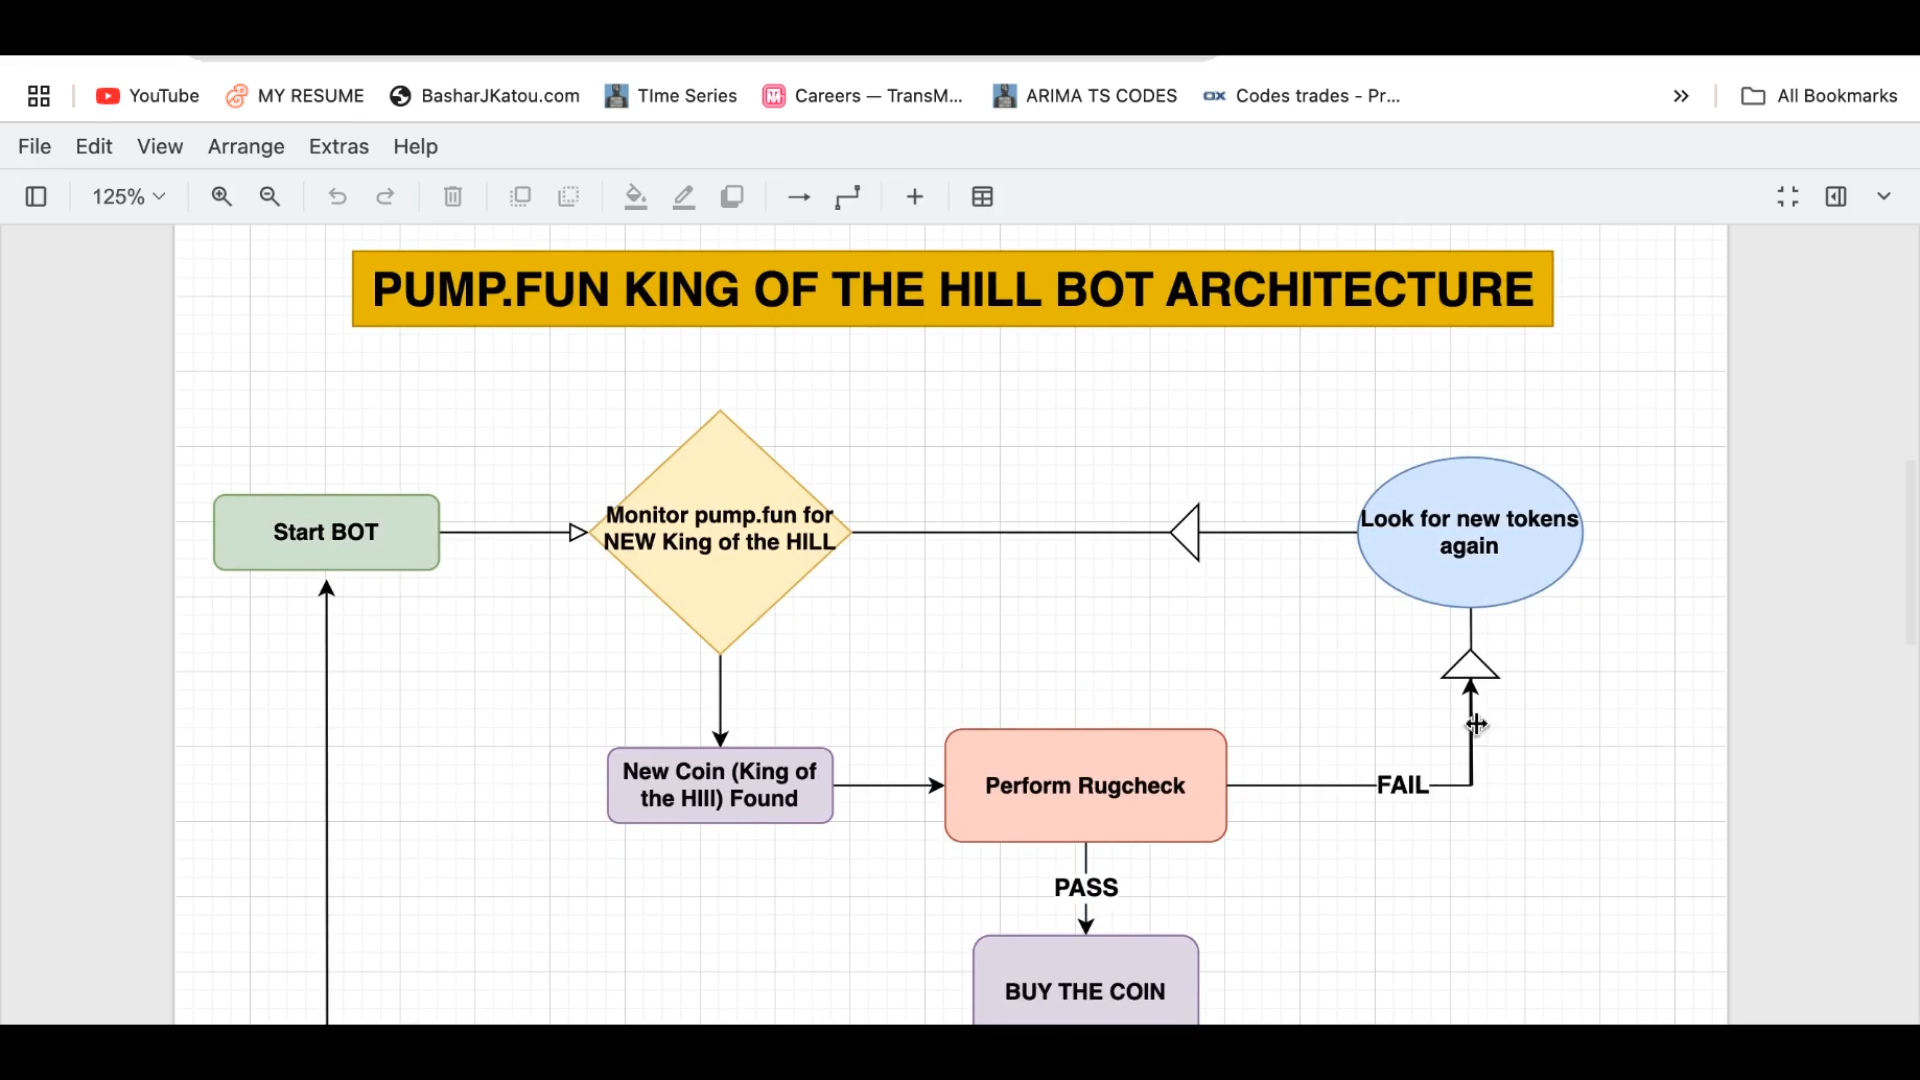 YouTube
MY RESUME
BasharJKatou.com
TIme Series
Careers — TransM...
ARIMA TS CODES
Codes trades - Pr...
All Bookmarks
File
Edit
View
Arrange
Extras
Help
125%
PUMP.FUN KING OF THE HILL BOT ARCHITECTURE
Start BOT
Monitor pump.fun for
NEW King of the HILL
Look for new tokens
again
New Coin (King of
the HIll) Found
Perform Rugcheck
FAIL
PASS
BUY THE COIN